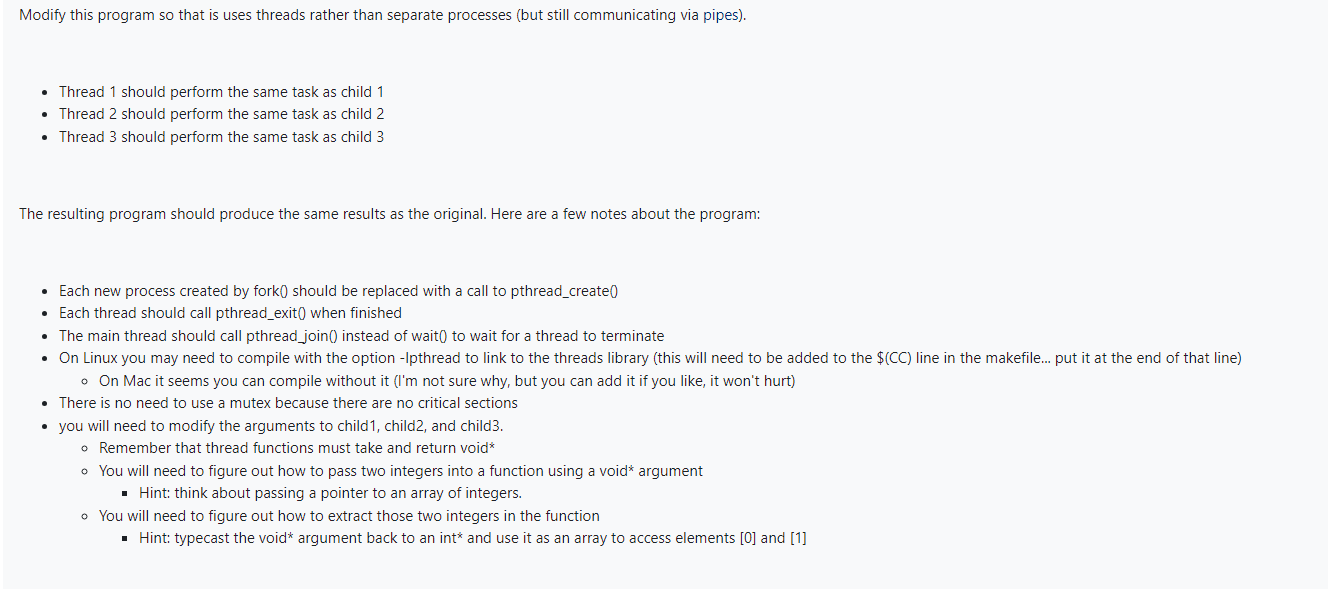 Modify this program so that is uses threads rather than separate processes (but still communicating via pipes).
• Thread 1 should perform the same task as child 1
• Thread 2 should perform the same task as child 2
• Thread 3 should perform the same task as child 3
The resulting program should produce the same results as the original. Here are a few notes about the program:
• Each new process created by fork() should be replaced with a call to pthread_create()
• Each thread should call pthread_exit() when finished
• The main thread should call pthread_join() instead of wait() to wait for a thread to terminate
• On Linux you may need to compile with the option -lpthread to link to the threads library (this will need to be added to the $(CC) line in the makefile... put it at the end of that line)
◦ On Mac it seems you can compile without it (I'm not sure why, but you can add it if you like, it won't hurt)
• There is no need to use a mutex because there are no critical sections
• you will need to modify the arguments to child1, child2, and child3.
◦ Remember that thread functions must take and return void*
◦ You will need to figure out how to pass two integers into a function using a void* argument
▪ Hint: think about passing a pointer to an array of integers.
◦ You will need to figure out how to extract those two integers in the function
▪ Hint: typecast the void* argument back to an int* and use it as an array to access elements [0] and [1]